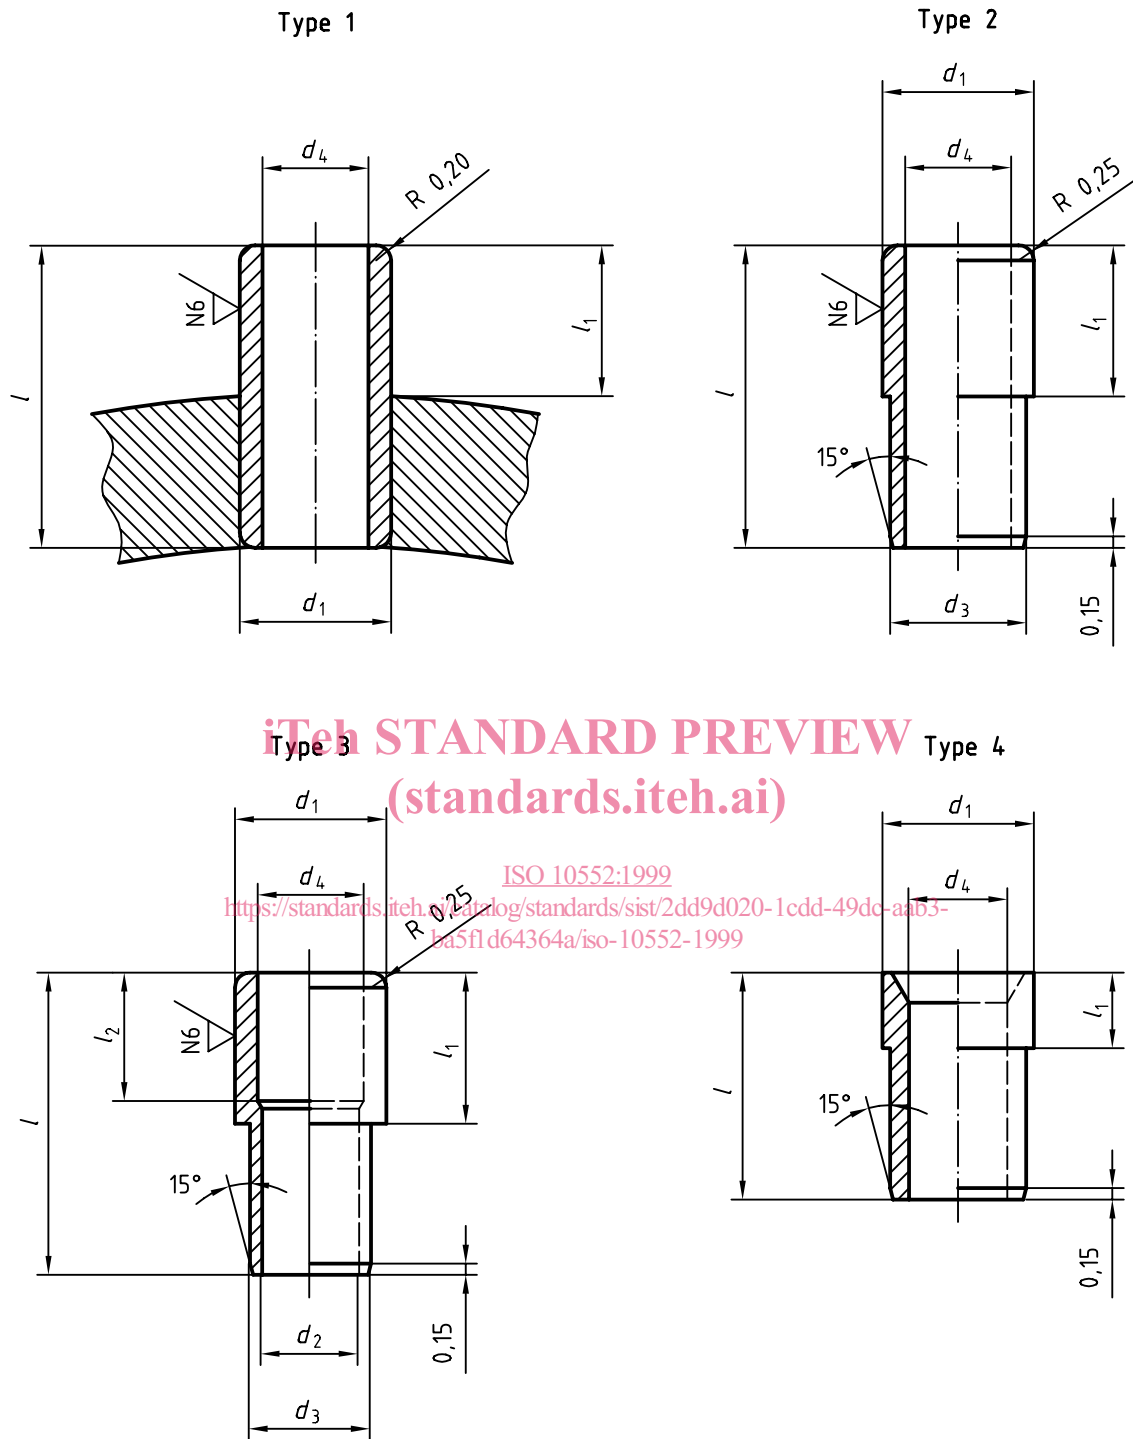 Type 1
Type 2
d1
d4
d4
R 0,20
R 0,25
N6
N6
l1
l1
l
l
15°
d1
d3
0,15
iTeh STANDARD PREVIEW
Type 3
Type 4
(standards.iteh.ai)
d1
d1
ISO 10552:1999
d4
d4
https://standards.iteh.ai/catalog/standards/sist/2dd9d020-1cdd-49dc-aab3-
R 0,25
ba5f1d64364a/iso-10552-1999
l2
N6
l1
l1
l
l
15°
15°
0,15
d2
0,15
d3